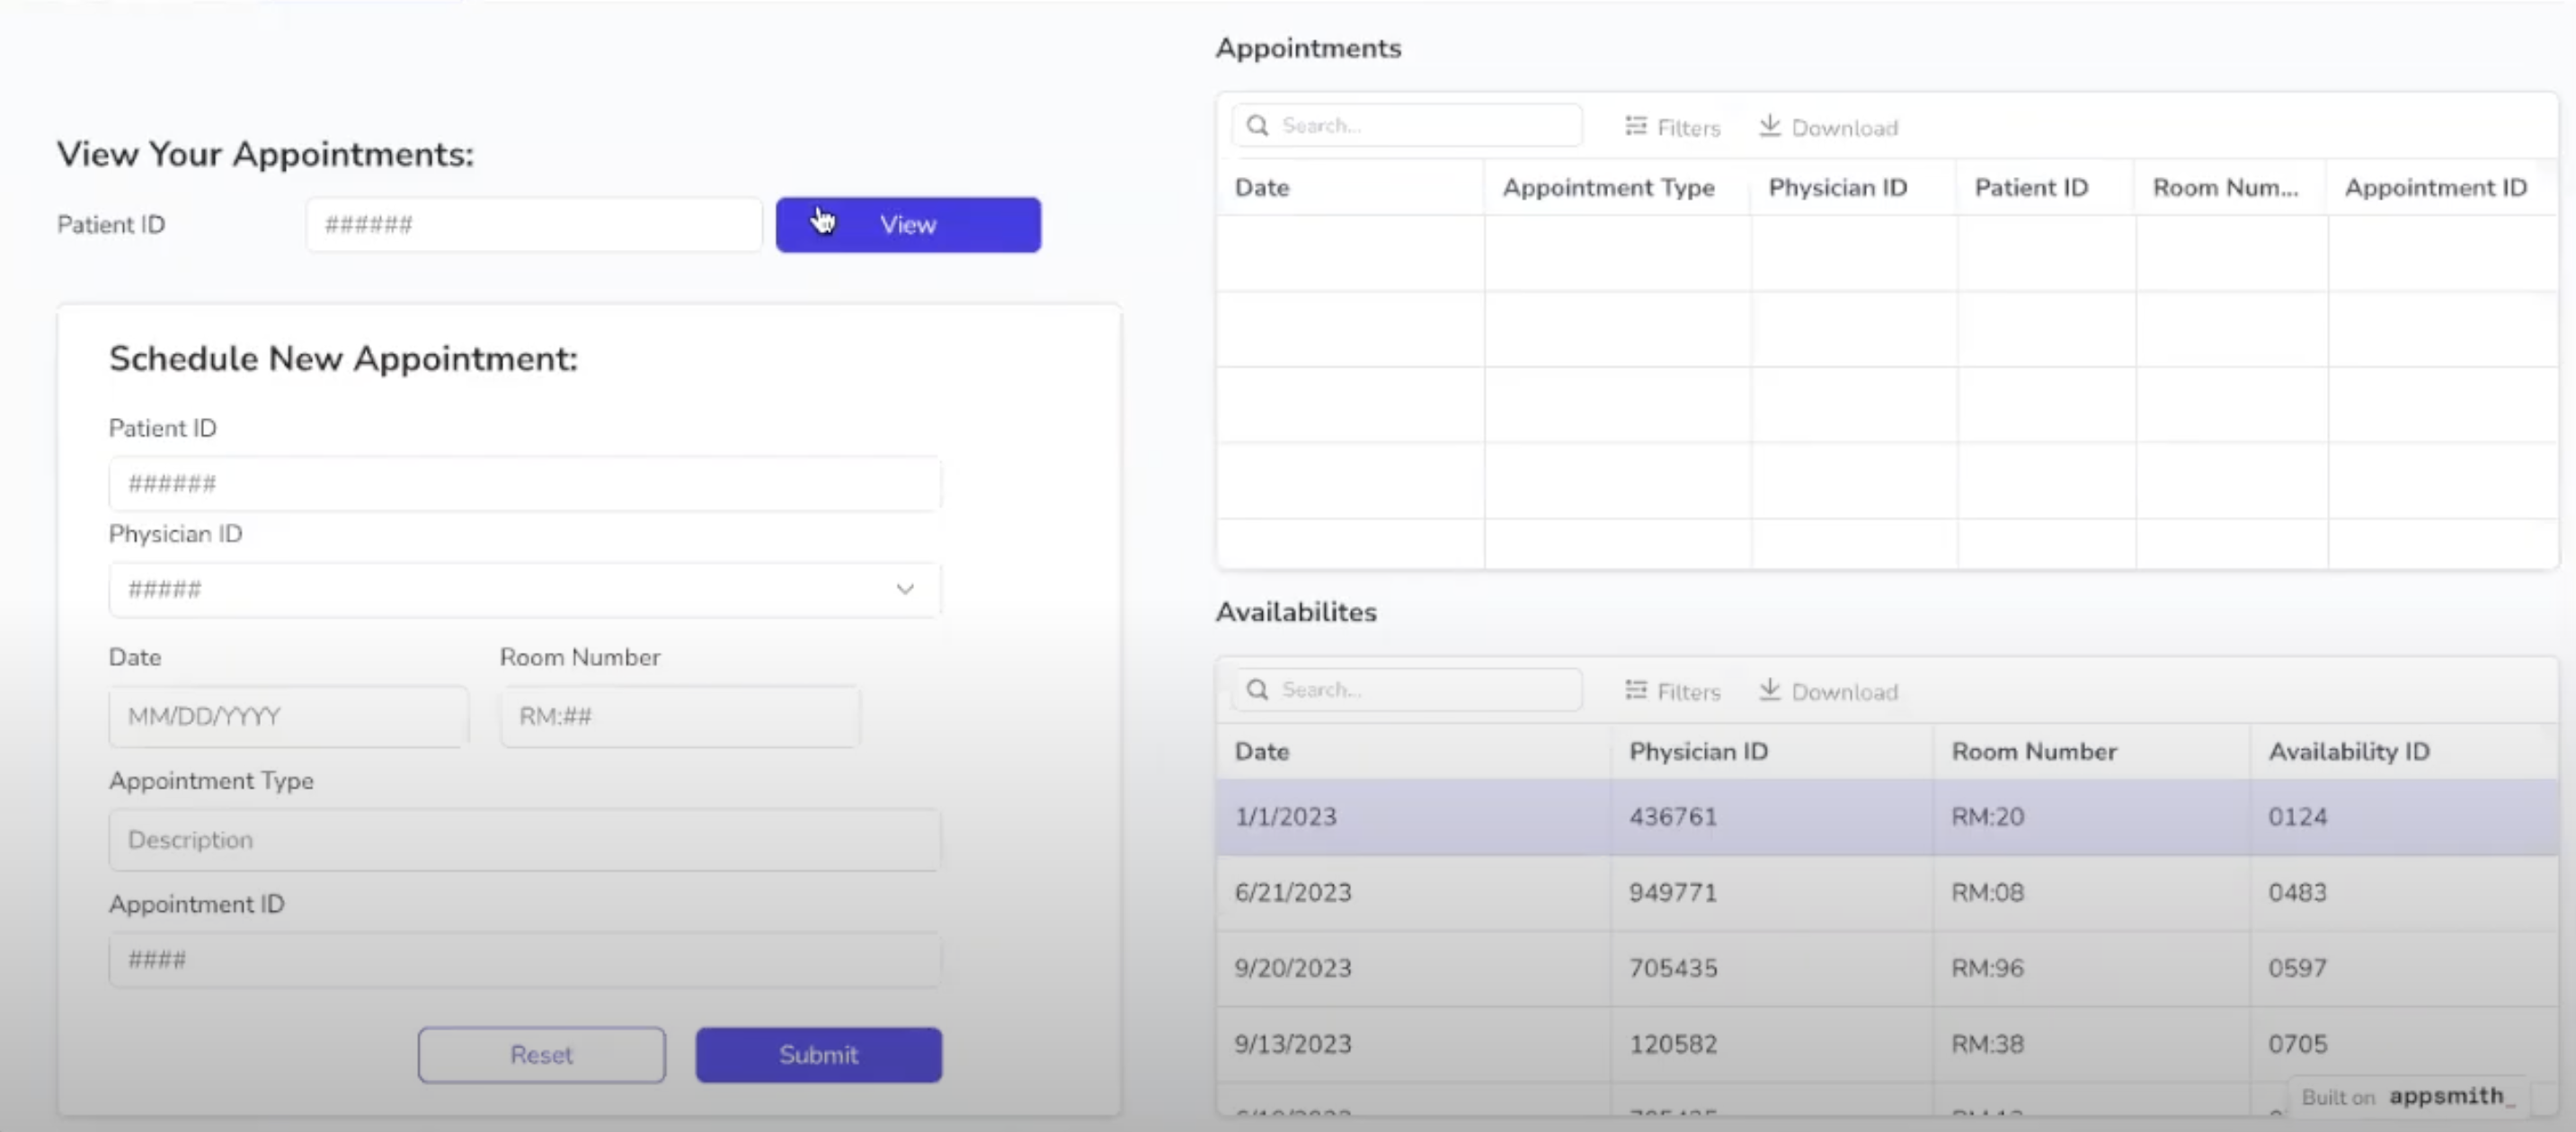 View Your Appointments:
Patient ID
######
View
Schedule New Appointment:
Patient ID
######
Physician ID
#####
Date
Room Number
MM/DD/YYYY
RM:##
Appointment Type
Description
Appointment ID
####
Reset
Submit
Appointments
Search...
Filters
Download
Date
Appointment Type
Physician ID
Patient ID
Room Num...
Appointment ID
Availabilites
Search...
Filters
Download
Date
Physician ID
Room Number
Availability ID
1/1/2023
436761
RM:20
0124
6/21/2023
949771
RM:08
0483
9/20/2023
705435
RM:96
0597
9/13/2023
120582
RM:38
0705
Built on appsmith_